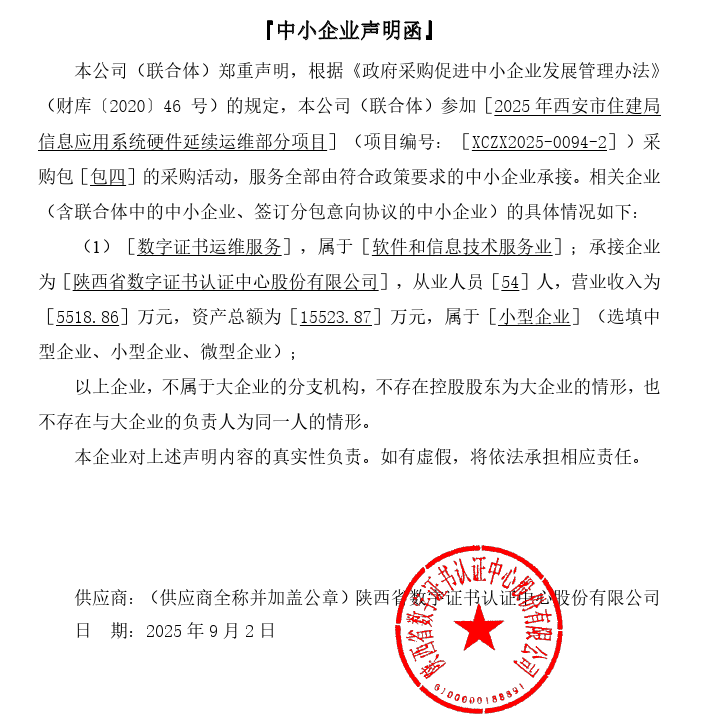 『中小企业声明函』
本公司（联合体）郑重声明，根据《政府采购促进中小企业发展管理办法》
（财库〔2020〕46 号）的规定，本公司（联合体）参加［2025年西安市住建局
信息应用系统硬件延续运维部分项目］（项目编号：［XCZX2025-0094-2］）采
购包［包四］的采购活动，服务全部由符合政策要求的中小企业承接。相关企业
（含联合体中的中小企业、签订分包意向协议的中小企业）的具体情况如下：
（1）［数字证书运维服务］，属于［软件和信息技术服务业］；承接企业
为［陕西省数字证书认证中心股份有限公司］，从业人员［54］人，营业收入为
［5518.86］万元，资产总额为［15523.87］万元，属于［小型企业］（选填中
型企业、小型企业、微型企业）；
以上企业，不属于大企业的分支机构，不存在控股股东为大企业的情形，也
不存在与大企业的负责人为同一人的情形。
本企业对上述声明内容的真实性负责。如有虚假，将依法承担相应责任。
供应商：（供应商全称并加盖公章）陕西省数字证书认证中心股份有限公司
日　期：2025 年 9 月 2 日
陕西省数字证书认证中心股份有限公司